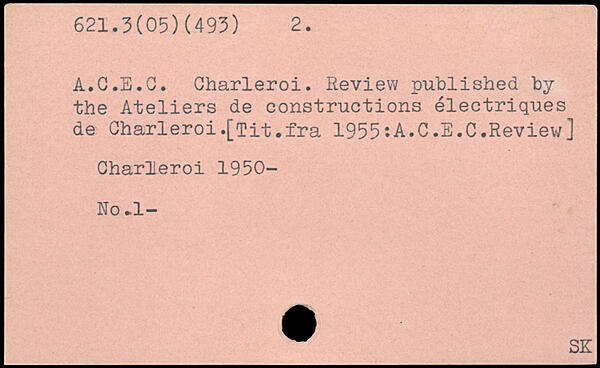 621.3(05)(493) 2.
A.C.E.C. Charleroi. Review published by
the Ateliers de constructions électriques
de Charleroi.[Tit.fra 1955:A.C.E.C.Review]
Charleroi 1950-
No.1-
SK